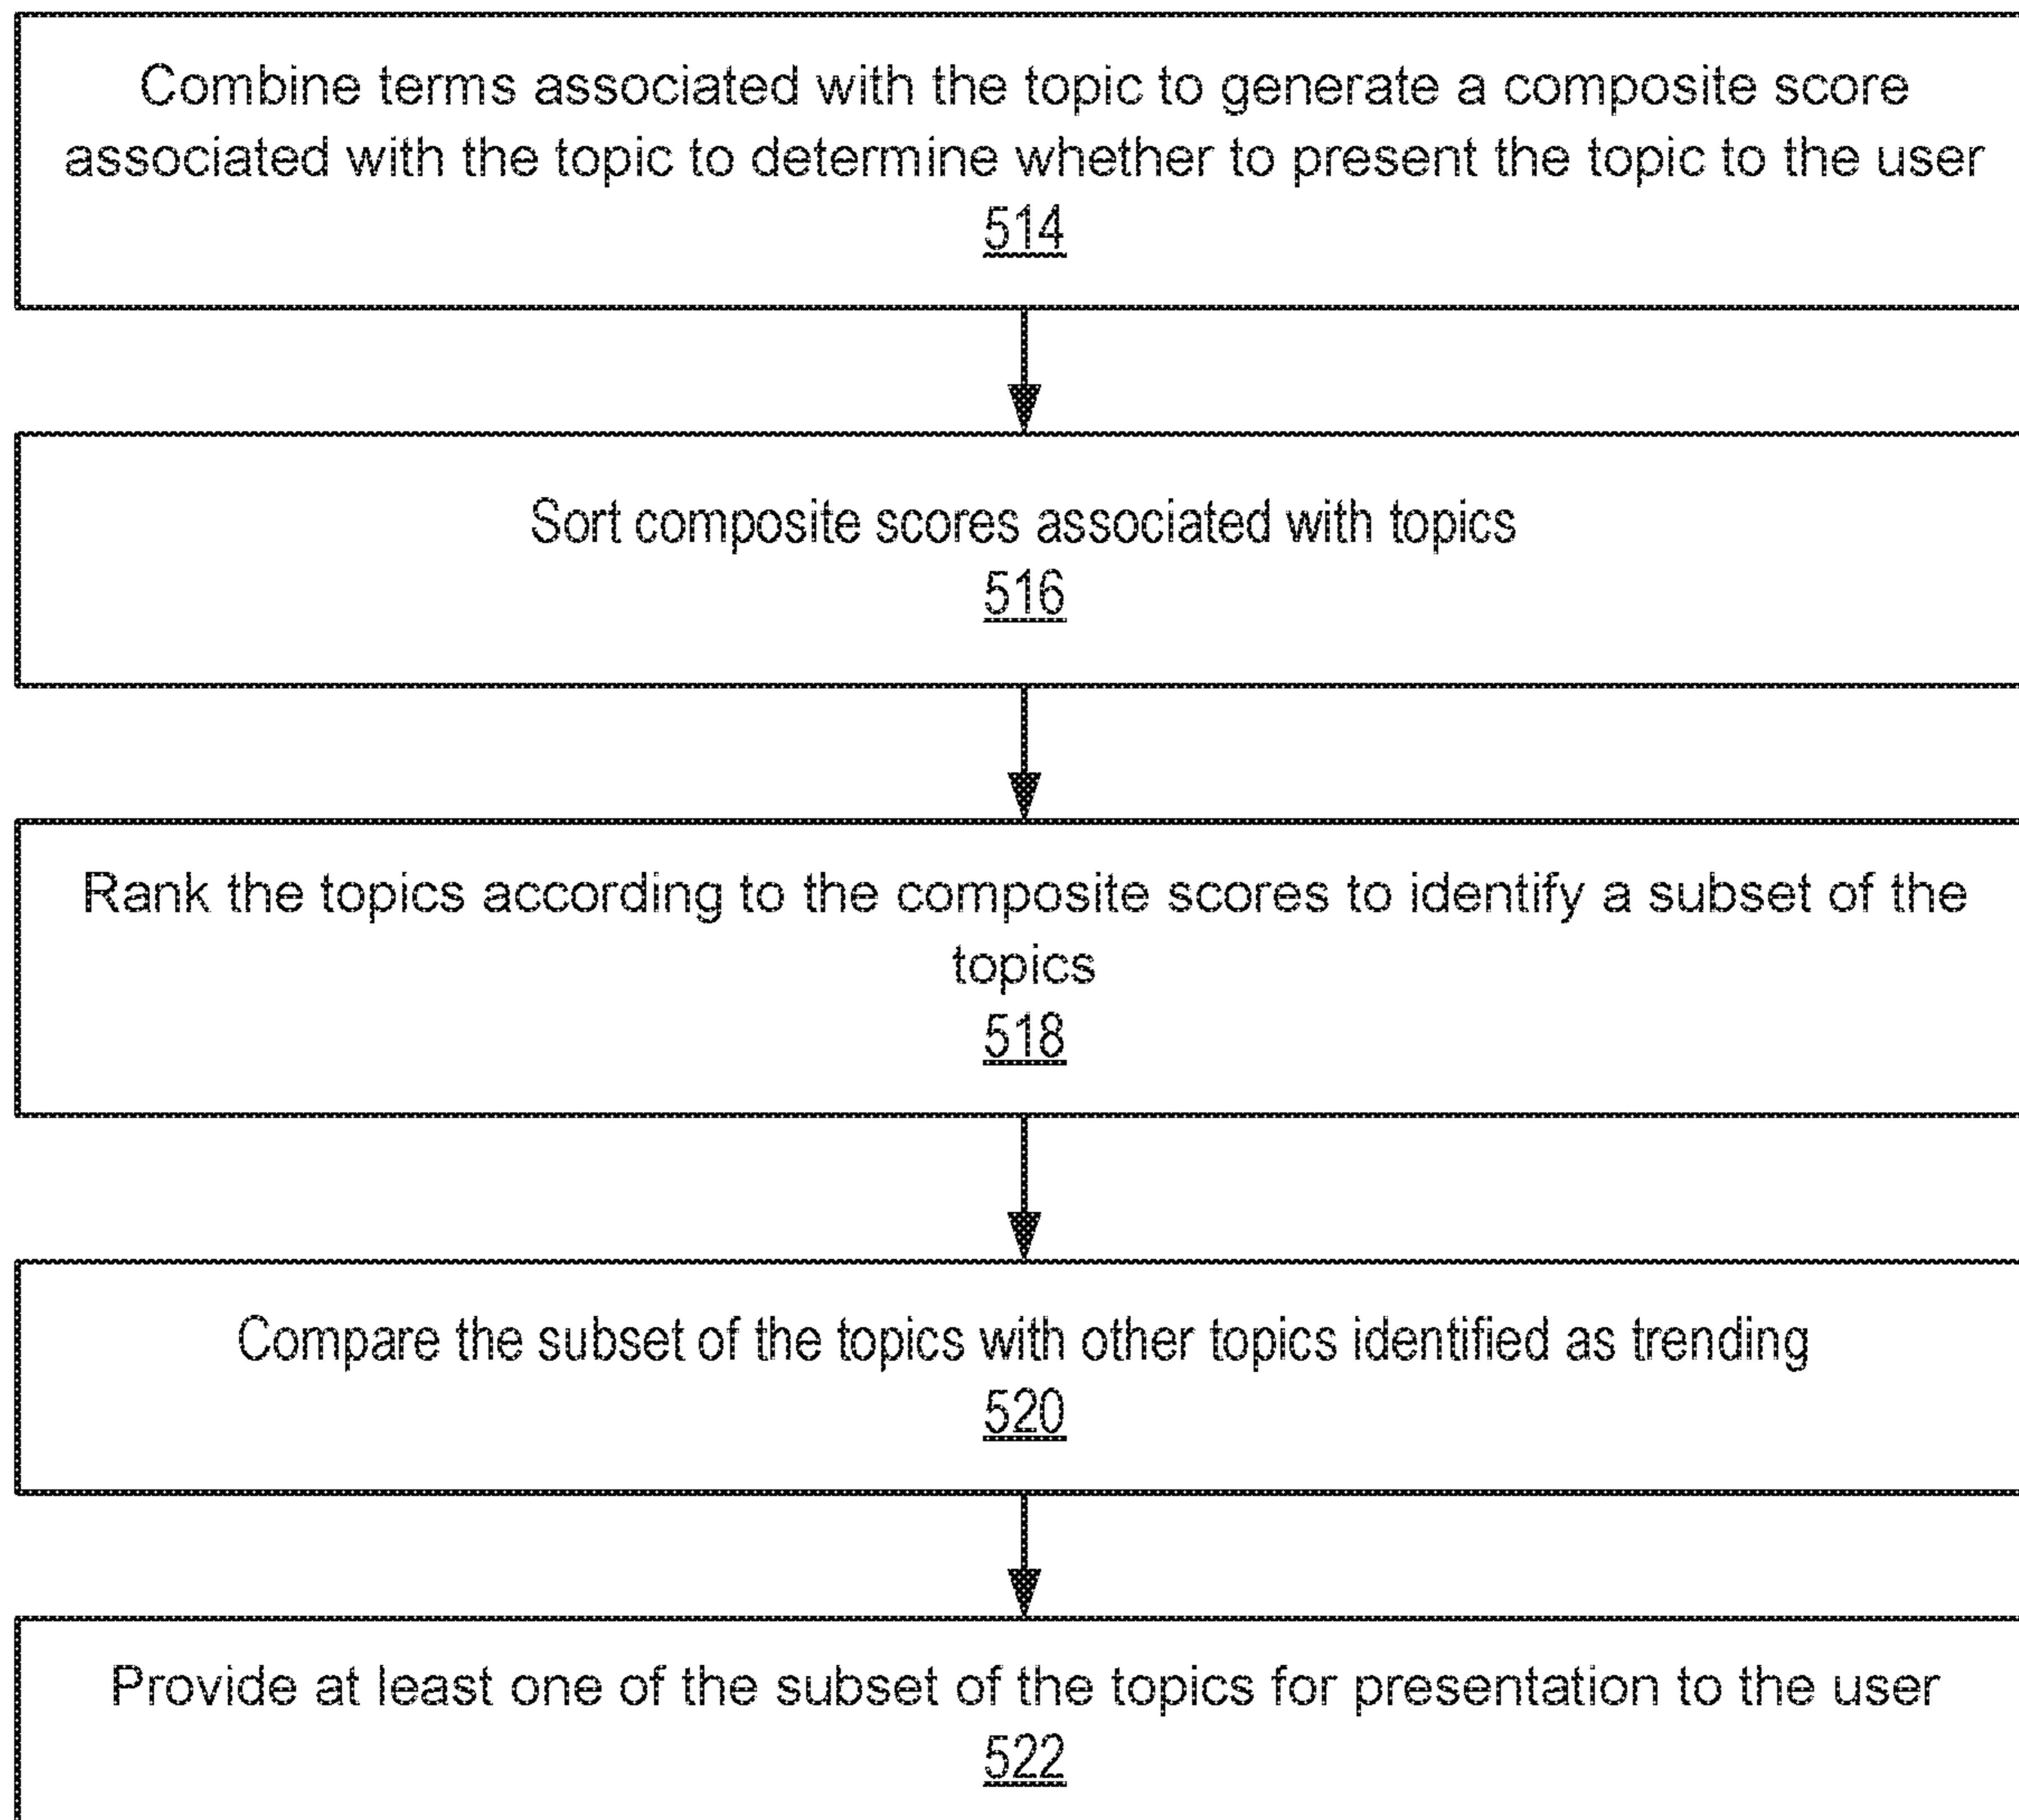 Combine terms associated with the topic to generate a composite score
associated with the topic to determine whether to present the topic to the user
514
Sort composite scores associated with topics
516
Rank the topics according to the composite scores to identify a subset of the
topics
518
Compare the subset of the topics with other topics identified as trending
520
Provide at least one of the subset of the topics for presentation to the user
522